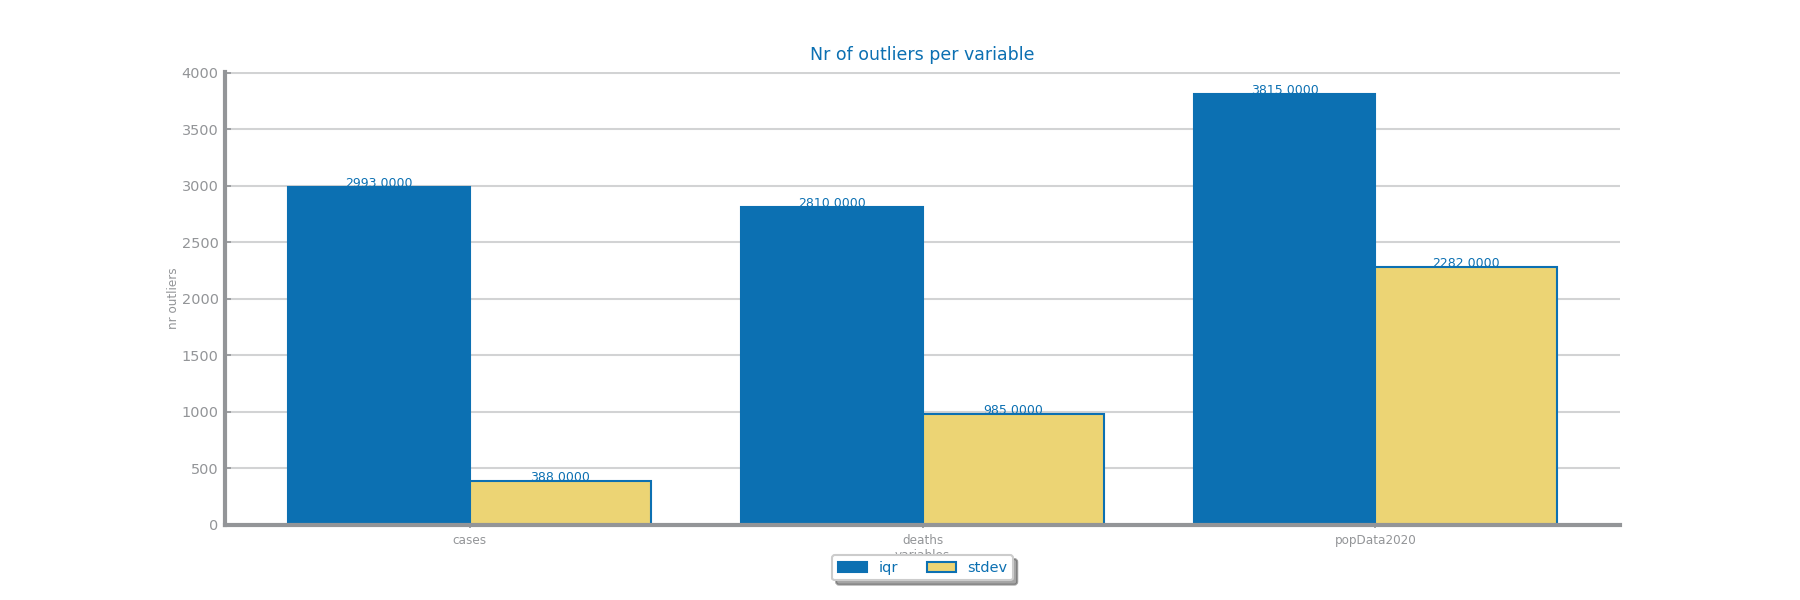 Nr of outliers per variable
4000
3500
3000
2500
2000
1500
1000
500
0
nr outliers
2993.0000
388.0000
2810.0000
985.0000
3815.0000
2282.0000
cases
deaths
popData2020
variables
iqr
stdev